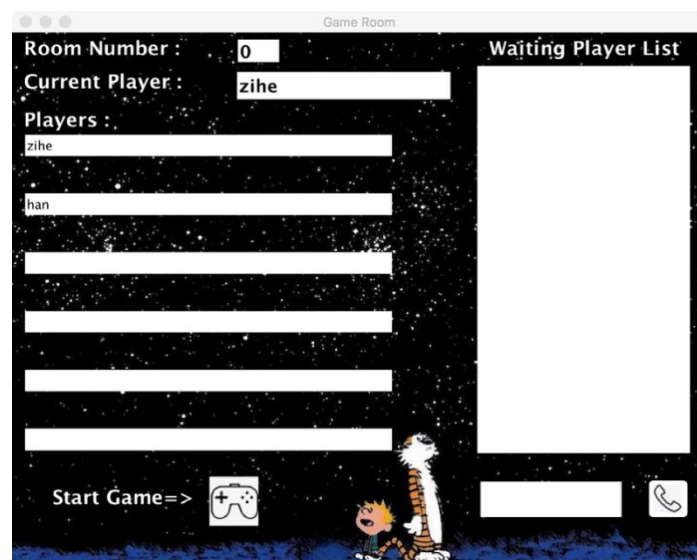 Game Room
Room Number :
0
Current Player :
zihe
Players :
zihe
han
Start Game=>
Waiting Player List